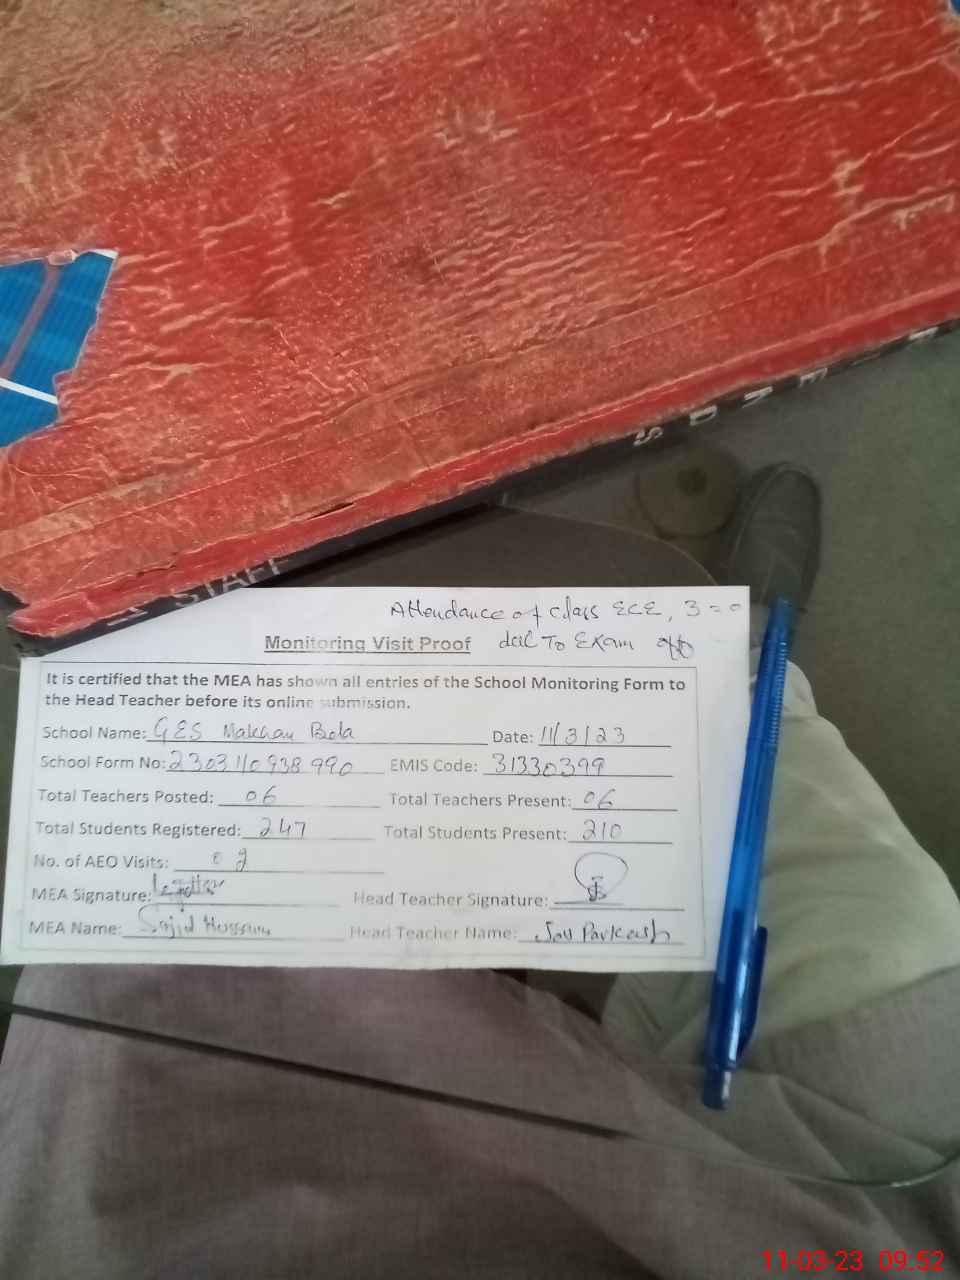 STAFF
Attendance of class ECE, 3 = 0
Monitoring Visit Proof
To Exam
It is certified that the MEA has shown all entries of the School Monitoring Form to
the Head Teacher before its online submission.
School Name: GES Makhan Bela Date: 11/3/23
School Form No: 2303110938990 EMIS Code: 31330399
Total Teachers Posted: 06 Total Teachers Present: 06
Total Students Registered: 247 Total Students Present: 210
No. of AEO Visits:
MEA Signature: Head Teacher Signature:
MEA Name: Sajid Hussain Head Teacher Name: Parkash
11-03-23 09.52